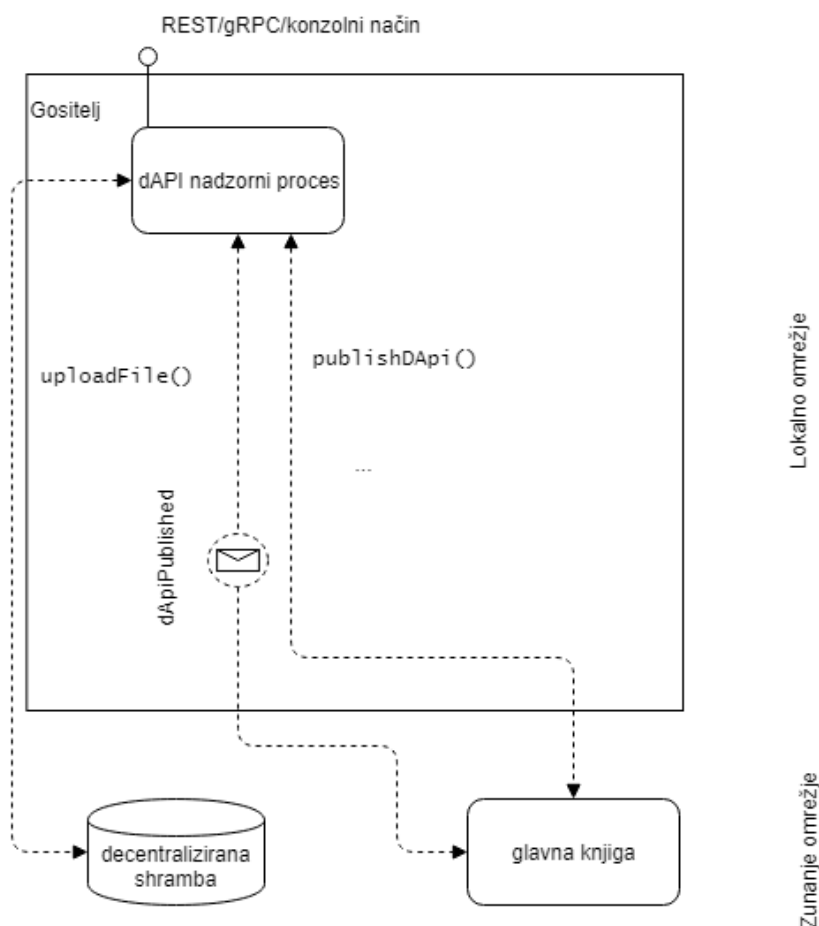 REST/gRPC/konzolni način
Gositelj
dAPI nadzorni proces
uploadFile()
publishDApi()
...
dApiPublished
Lokalno omrežje
decentralizirana
shramba
glavna knjiga
Zunanje omrežje